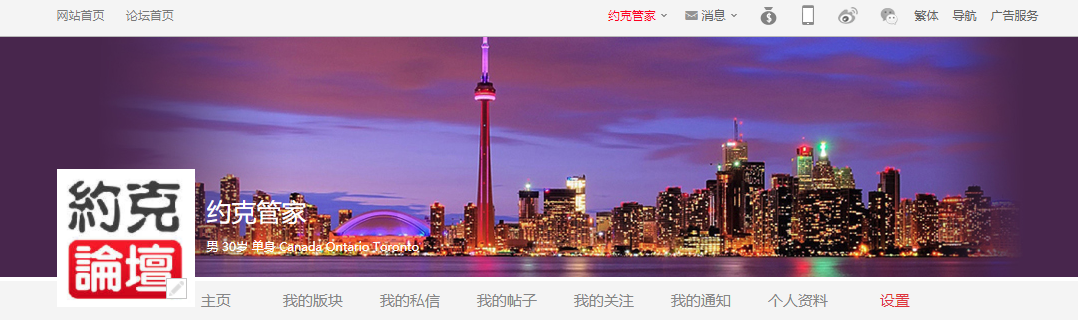 网站首页 论坛首页 约克管家 消息 繁体 导航 广告服务
約克
論壇
约克管家
男 30岁 单身 Canada Ontario Toronto
主页 我的版块 我的私信 我的帖子 我的关注 我的通知 个人资料 设置